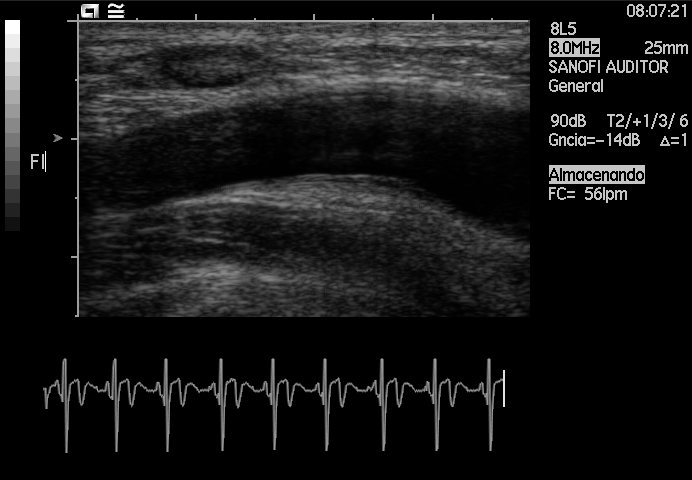 08:07:21
8L5
8.0MHz 25mm
SANOFI AUDITOR
General
90dB T2/+1/3/ 6
Gncia=-14dB Δ=1
FI
Almacenando
FC= 56lpm